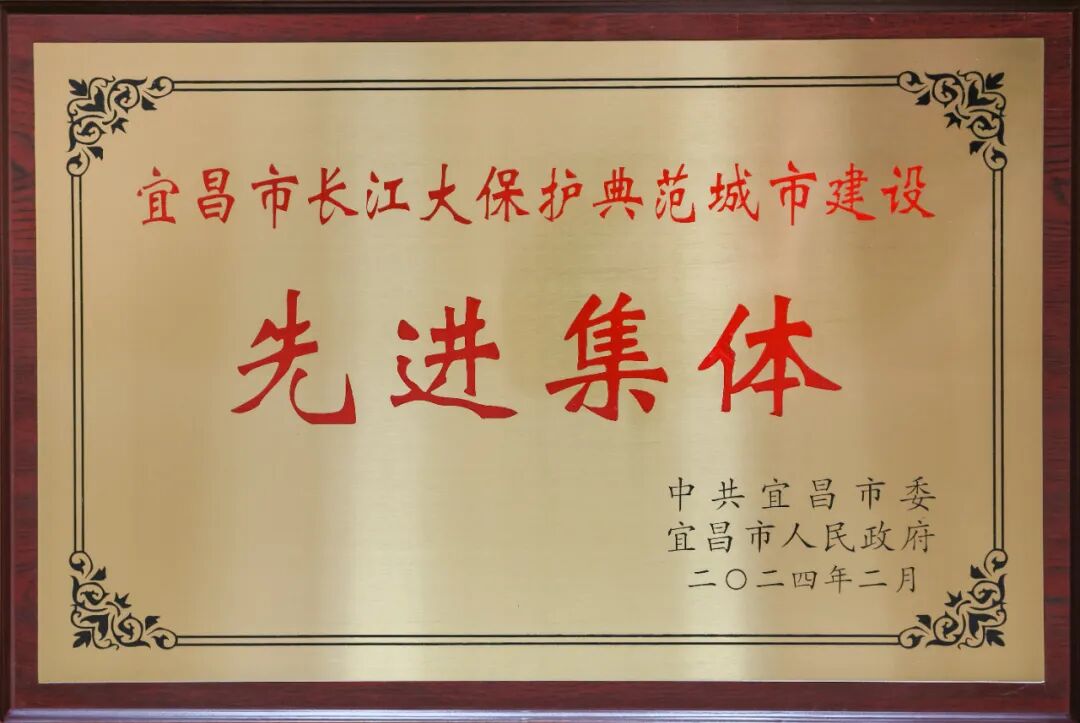 宜昌市长江大保护典范城市建设
先进集体
中共宜昌市委
宜昌市人民政府
二〇二四年二月